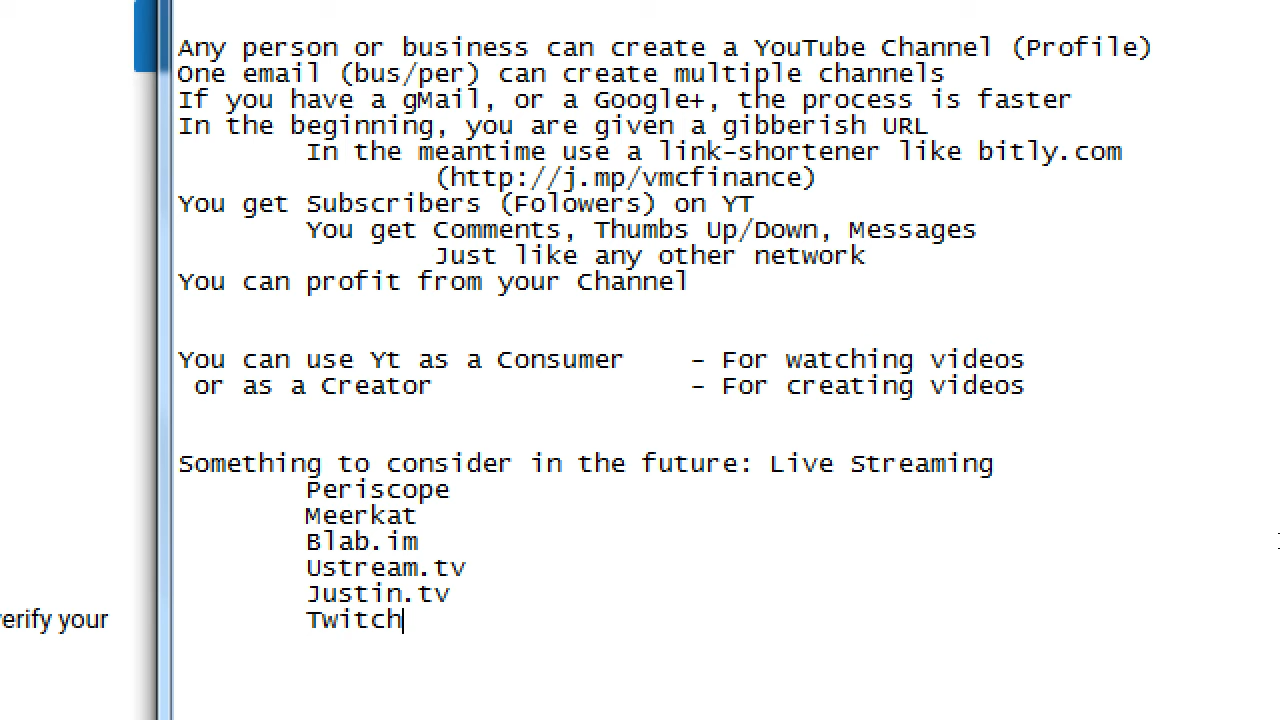 Any person or business can create a YouTube Channel (Profile)
One email (bus/per) can create multiple channels
If you have a gMail, or a Google+, the process is faster
In the beginning, you are given a gibberish URL
In the meantime use a link-shortener like bitly.com
(http://j.mp/vmcfinance)
You get Subscribers (Folowers) on YT
You get Comments, Thumbs Up/Down, Messages
Just like any other network
You can profit from your Channel
You can use Yt as a Consumer - For watching videos
or as a Creator - For creating videos
Something to consider in the future: Live Streaming
Periscope
Meerkat
Blab.im
Ustream.tv
Justin.tv
verify your
Twitch